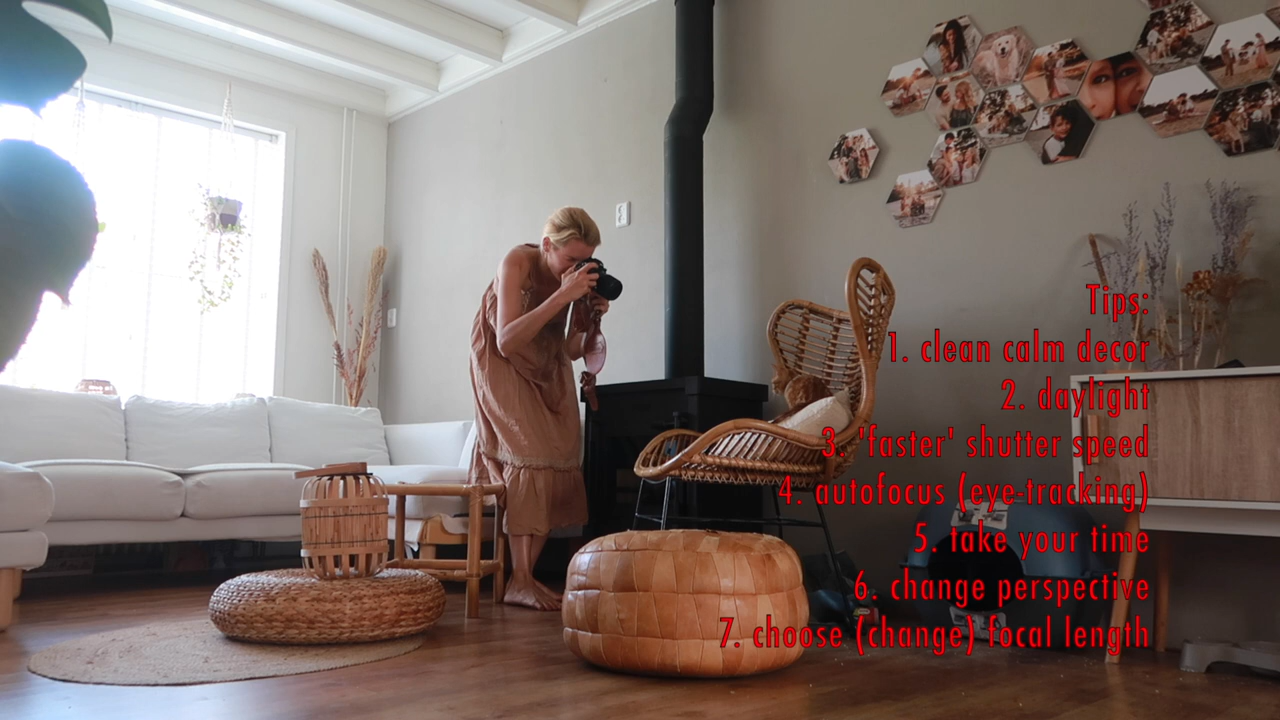 Tips:
1. clean calm decor
2. daylight
3. 'faster' shutter speed
4. autofocus (eye-tracking)
5. take your time
6. change perspective
7. choose (change) focal length